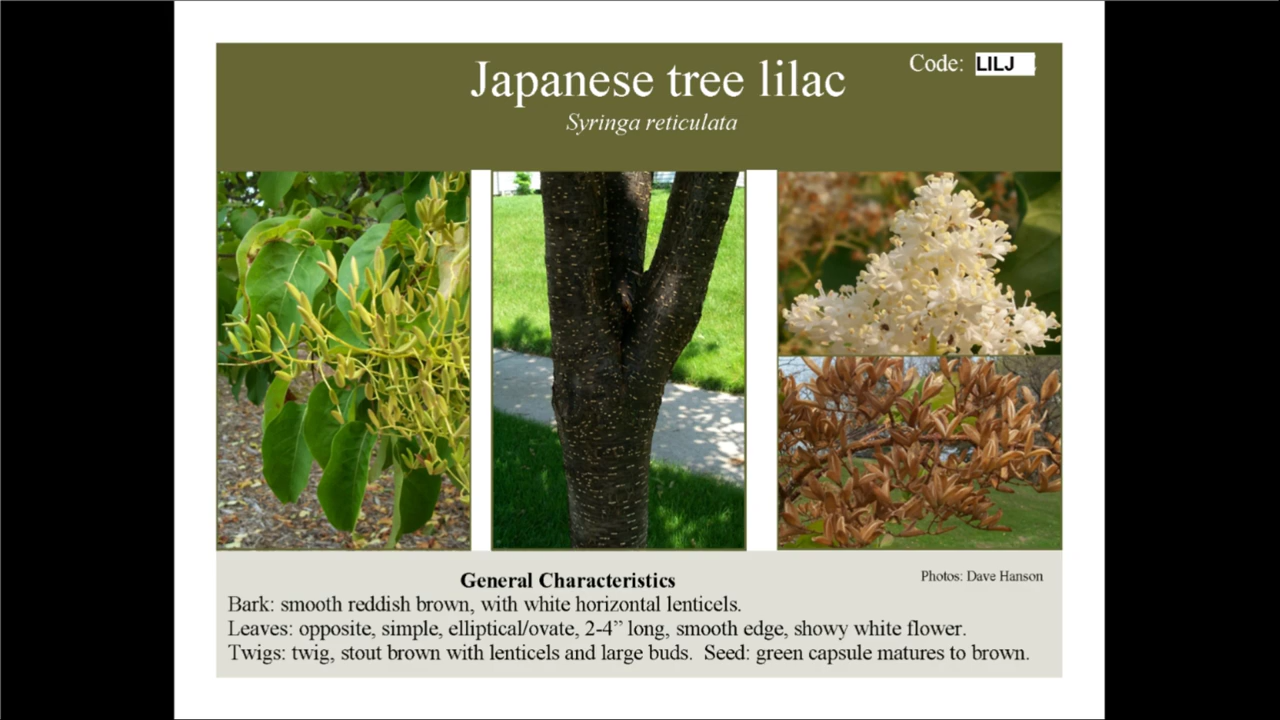 Japanese tree lilac
Code: LILJ
Syringa reticulata
General Characteristics
Photos: Dave Hanson
Bark: smooth reddish brown, with white horizontal lenticels.
Leaves: opposite, simple, elliptical/ovate, 2-4” long, smooth edge, showy white flower.
Twigs: twig, stout brown with lenticels and large buds.  Seed: green capsule matures to brown.